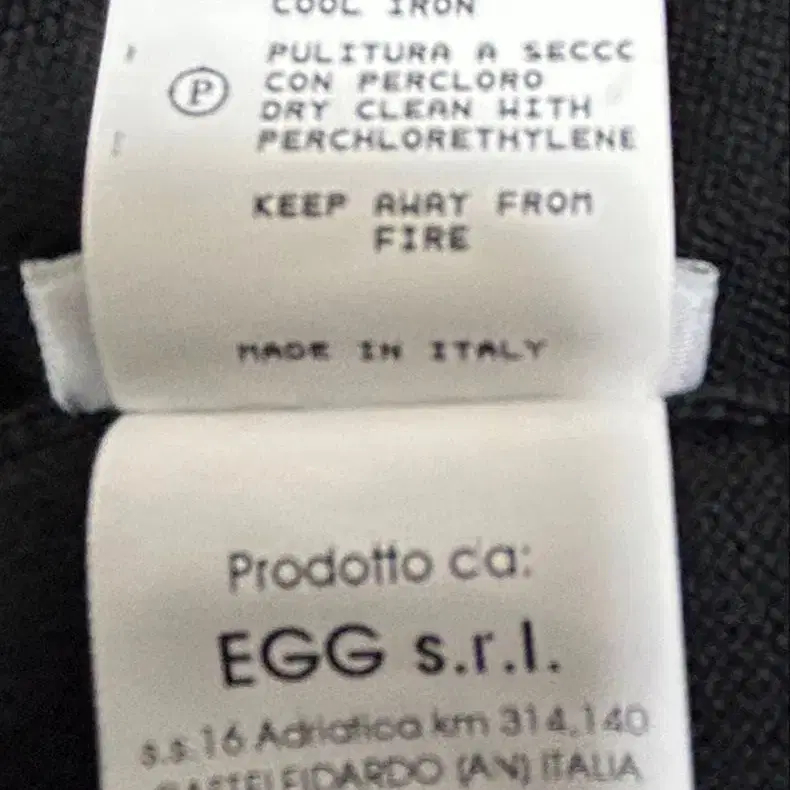 COOL IRON
PULITURA A SECCC
P CON PERCLORO
DRY CLEAN WITH
PERCHLORETHYLENE
KEEP AWAY FROM
FIRE
MADE IN ITALY
Prodotto da:
EGG s.r.l.
s.s.16 Adriatica km 314,140
CASTELFIDARDO (AN) ITALIA